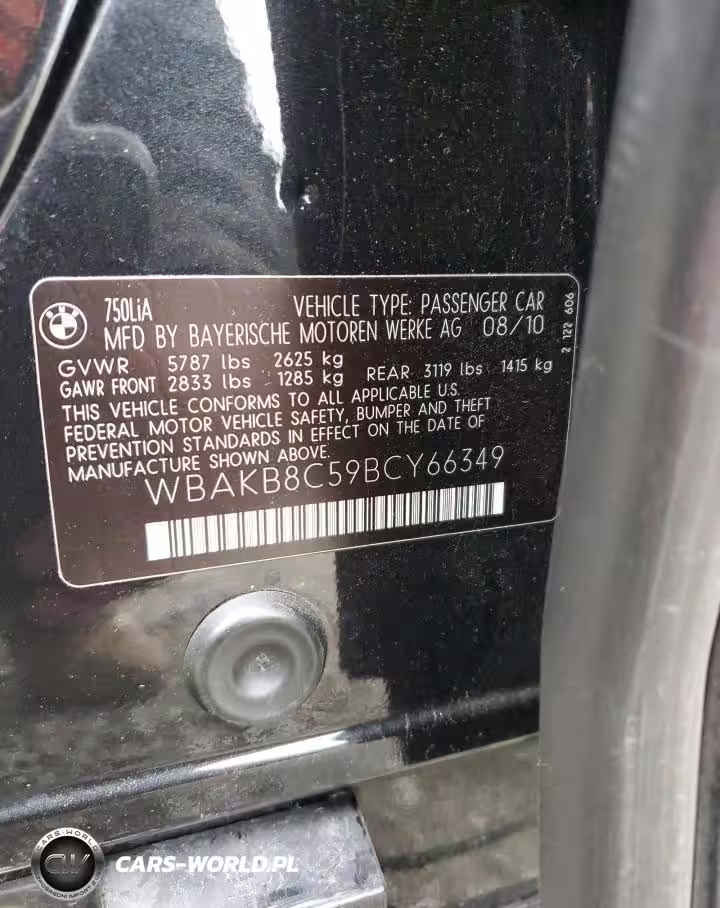 750LiA VEHICLE TYPE: PASSENGER CAR
MFD BY BAYERISCHE MOTOREN WERKE AG 08/10
GVWR 5787 lbs 2625 kg
GAWR FRONT 2833 lbs 1285 kg REAR 3119 lbs 1415 kg
THIS VEHICLE CONFORMS TO ALL APPLICABLE U.S.
FEDERAL MOTOR VEHICLE SAFETY, BUMPER AND THEFT
PREVENTION STANDARDS IN EFFECT ON THE DATE OF
MANUFACTURE SHOWN ABOVE.
WBAKB8C59BCY66349
2 122 606
CARS-WORLD
CW
CARS-WORLD.PL